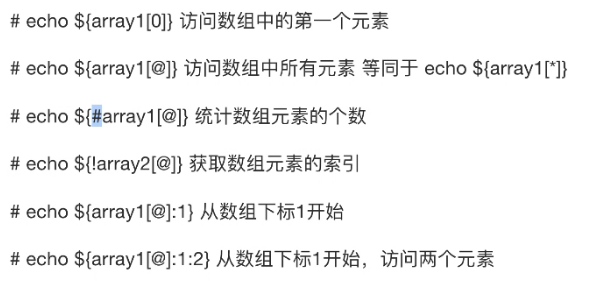 # echo ${array1[0]} 访问数组中的第一个元素
# echo ${array1[@]} 访问数组中所有元素 等同于 echo ${array1[*]}
# echo ${#array1[@]} 统计数组元素的个数
# echo ${!array2[@]} 获取数组元素的索引
# echo ${array1[@]:1} 从数组下标1开始
# echo ${array1[@]:1:2} 从数组下标1开始，访问两个元素